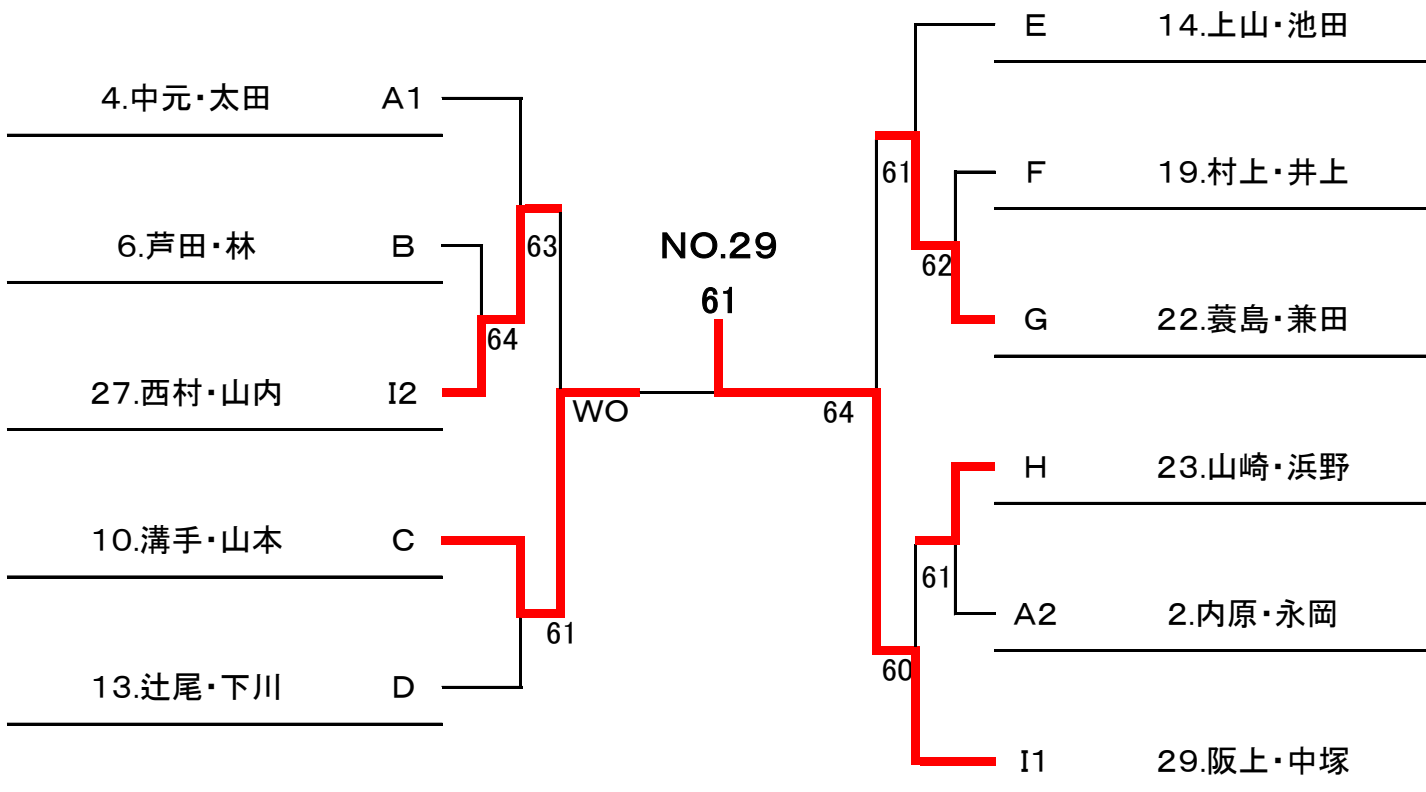 4.中元・太田 A1
6.芦田・林 B
27.西村・山内 I2
10.溝手・山本 C
13.辻尾・下川 D
63
64
61
WO
NO.29
61
64
61
62
61
60
E 14.上山・池田
F 19.村上・井上
G 22.蓑島・兼田
H 23.山崎・浜野
A2 2.内原・永岡
I1 29.阪上・中塚